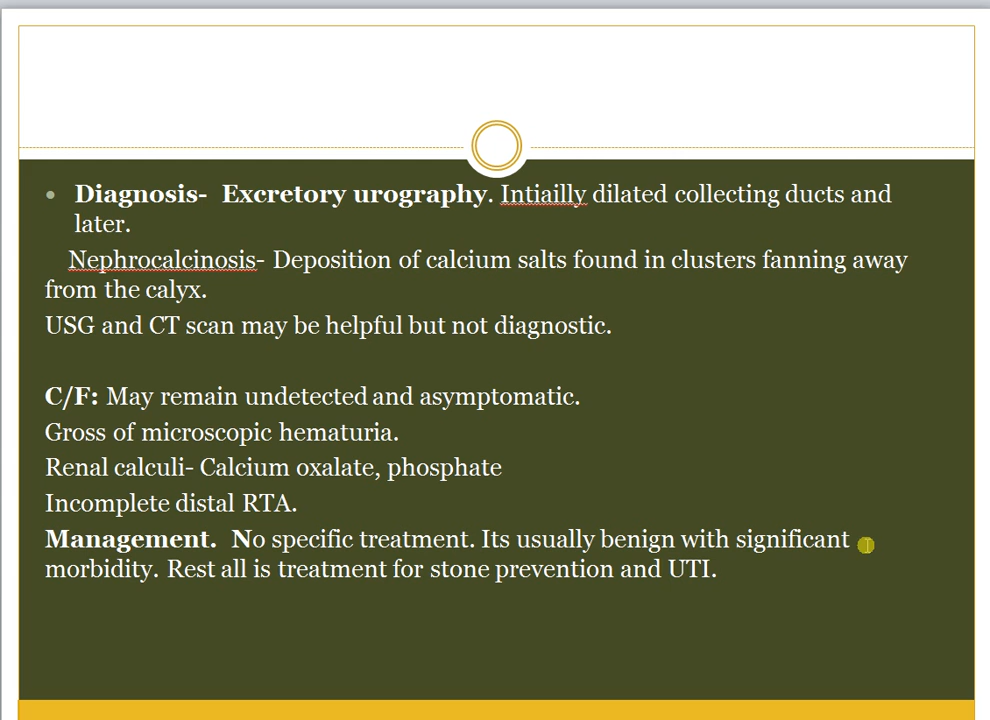 • Diagnosis- Excretory urography. Intiailly dilated collecting ducts and
later.
Nephrocalcinosis- Deposition of calcium salts found in clusters fanning away
from the calyx.
USG and CT scan may be helpful but not diagnostic.
C/F: May remain undetected and asymptomatic.
Gross of microscopic hematuria.
Renal calculi- Calcium oxalate, phosphate
Incomplete distal RTA.
Management. No specific treatment. Its usually benign with significant
morbidity. Rest all is treatment for stone prevention and UTI.